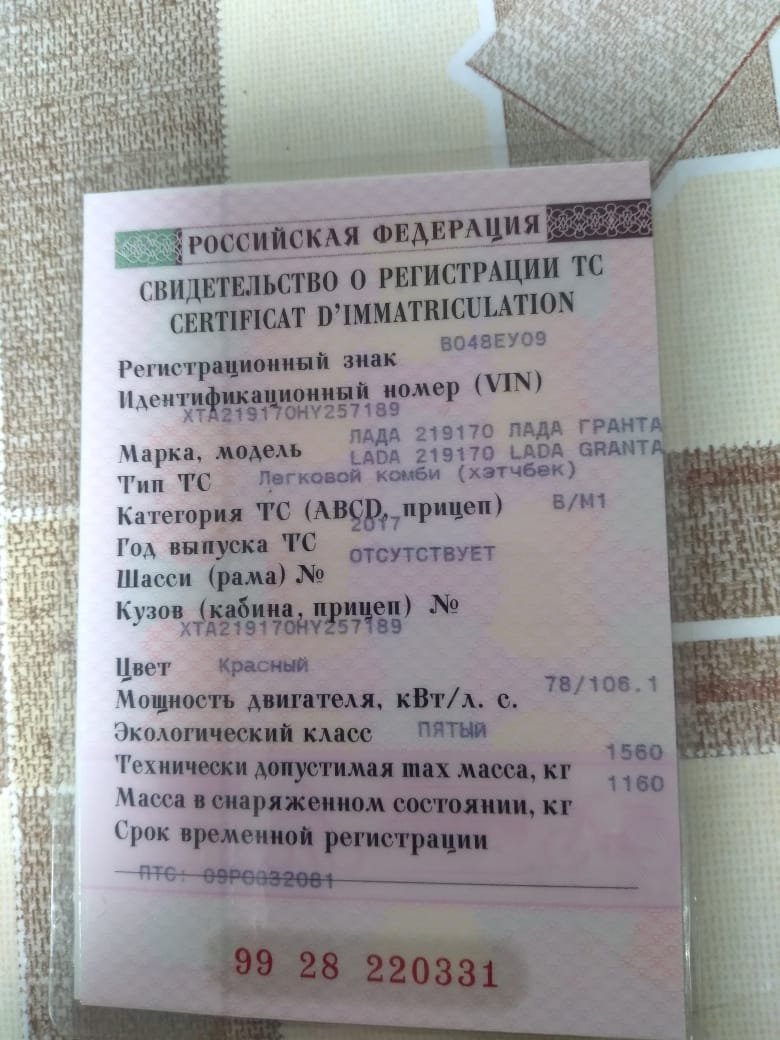 РОССИЙСКАЯ ФЕДЕРАЦИЯ
СВИДЕТЕЛЬСТВО О РЕГИСТРАЦИИ ТС
CERTIFICAT D'IMMATRICULATION
Регистрационный знак В048ЕУ09
Идентификационный номер (VIN)
ХТА219170НY257189
Марка, модель ЛАДА 219170 ЛАДА ГРАНТА
LADA 219170 LADA GRANTA
Тип ТС Легковой комби (хэтчбек)
Категория ТС (ABCD, прицеп) В/М1
Год выпуска ТС 2017
Шасси (рама) № ОТСУТСТВУЕТ
Кузов (кабина, прицеп) №
ХТА219170НY257189
Цвет Красный
Мощность двигателя, кВт/л. с. 78/106.1
Экологический класс ПЯТЫЙ
Технически допустимая max масса, кг 1560
Масса в снаряженном состоянии, кг 1160
Срок временной регистрации
ПТС: 09РО032081
99 28 220331